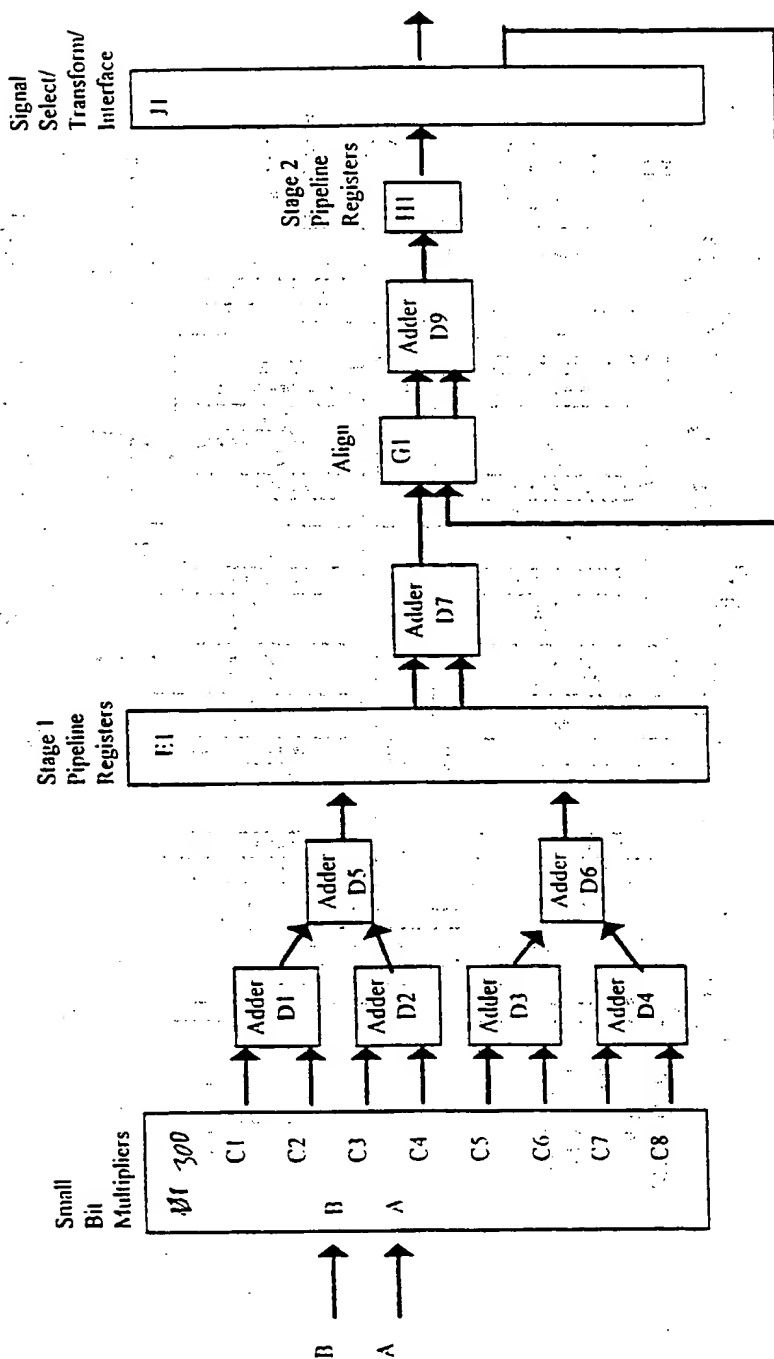 Small
Bit
Multipliers
300
B
A
B
A
C1
C2
C3
C4
C5
C6
C7
C8
Adder
D1
Adder
D2
Adder
D3
Adder
D4
Adder
D5
Adder
D6
Stage 1
Pipeline
Registers
E1
Adder
D7
Align
G1
Adder
D9
Stage 2
Pipeline
Registers
H1
Signal
Select/
Transform/
Interface
J1